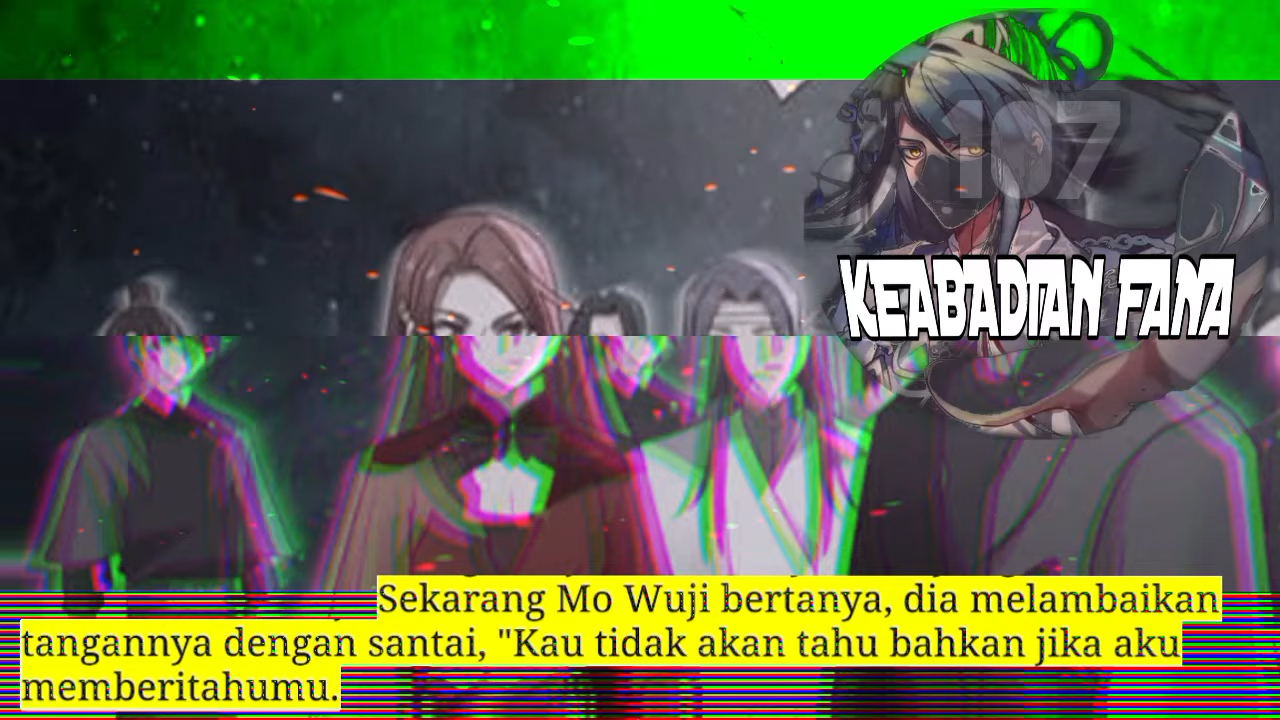 107
KEABADIAN FANA
Sekarang Mo Wuji bertanya, dia melambaikan
tangannya dengan santai, "Kau tidak akan tahu bahkan jika aku
memberitahumu.